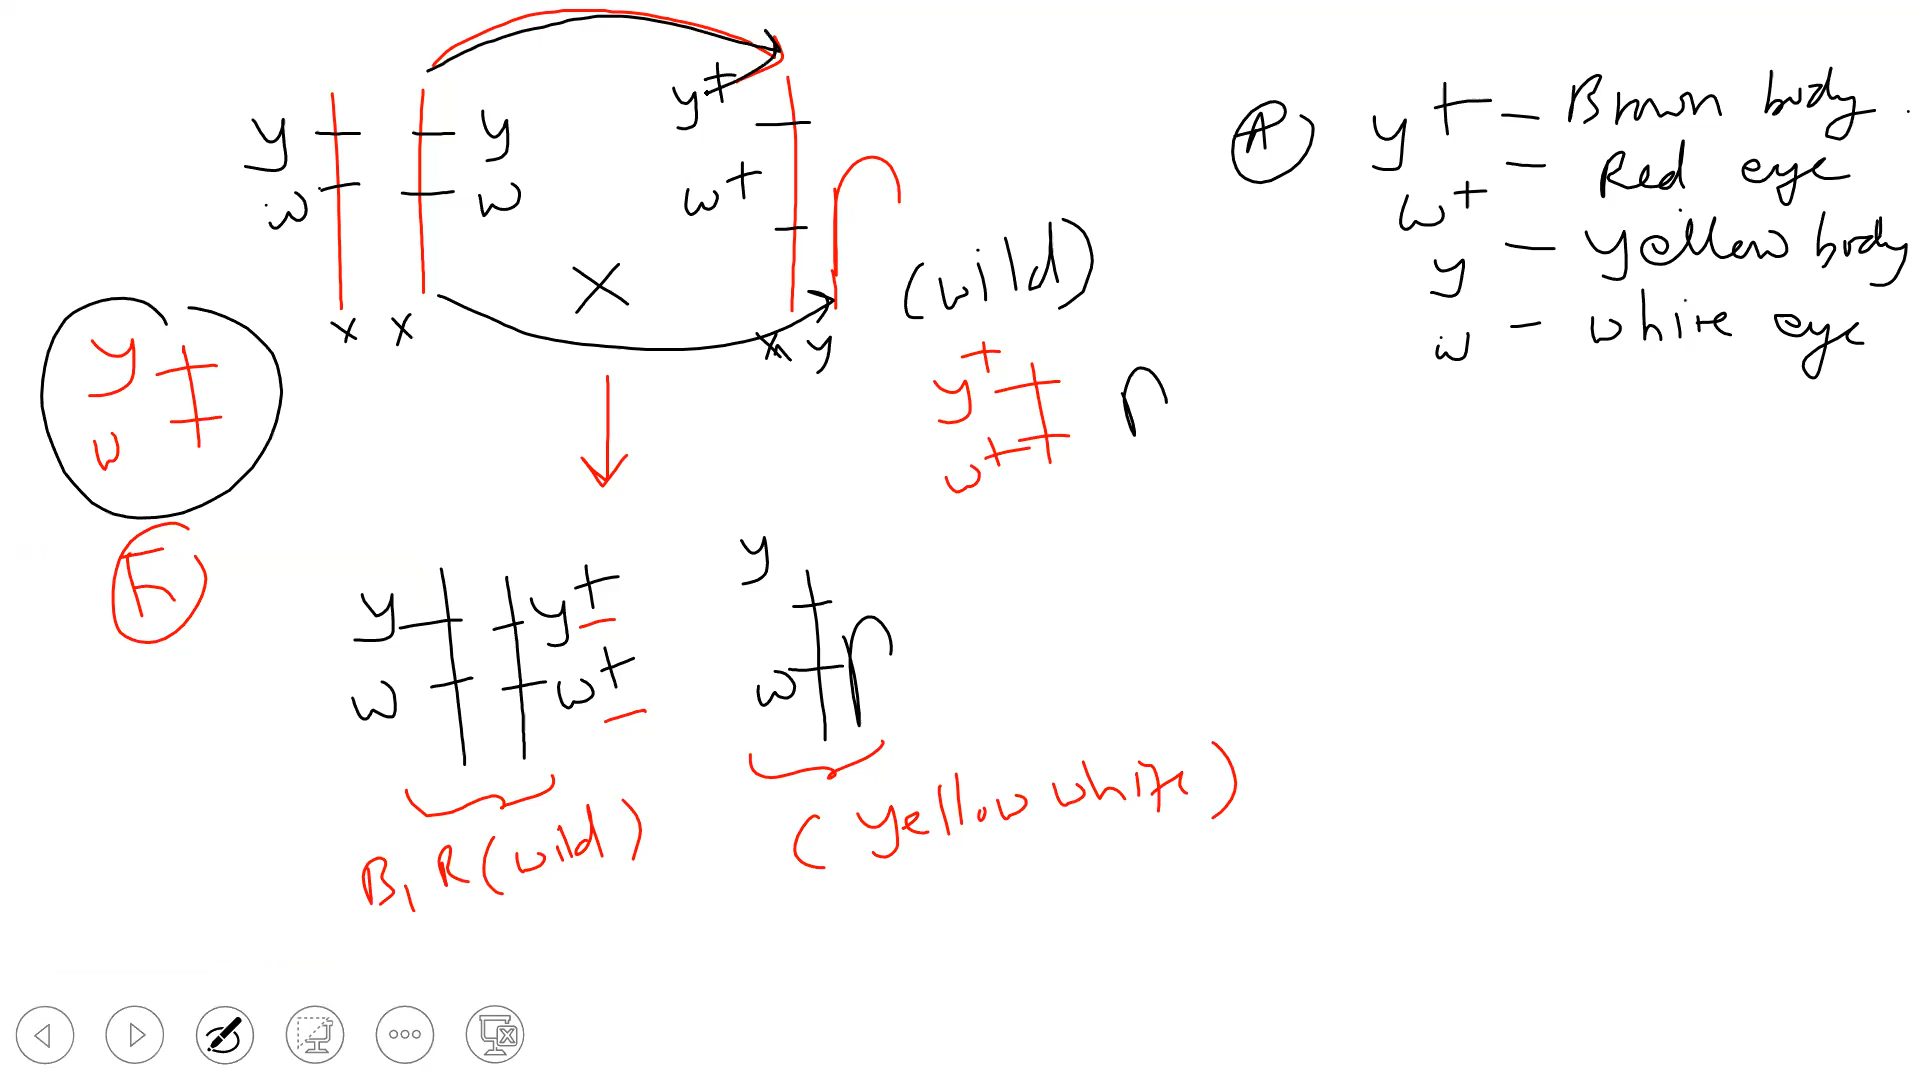 y
w
y
w
y+
w+
X
x x
y
(wild)
A
y+ – Brown body
w+ – Red eye
y – yellow body
w – white eye
y
w
y+
w+
y
w
y+
w+
y
w
B, R (wild)
(yellow white)